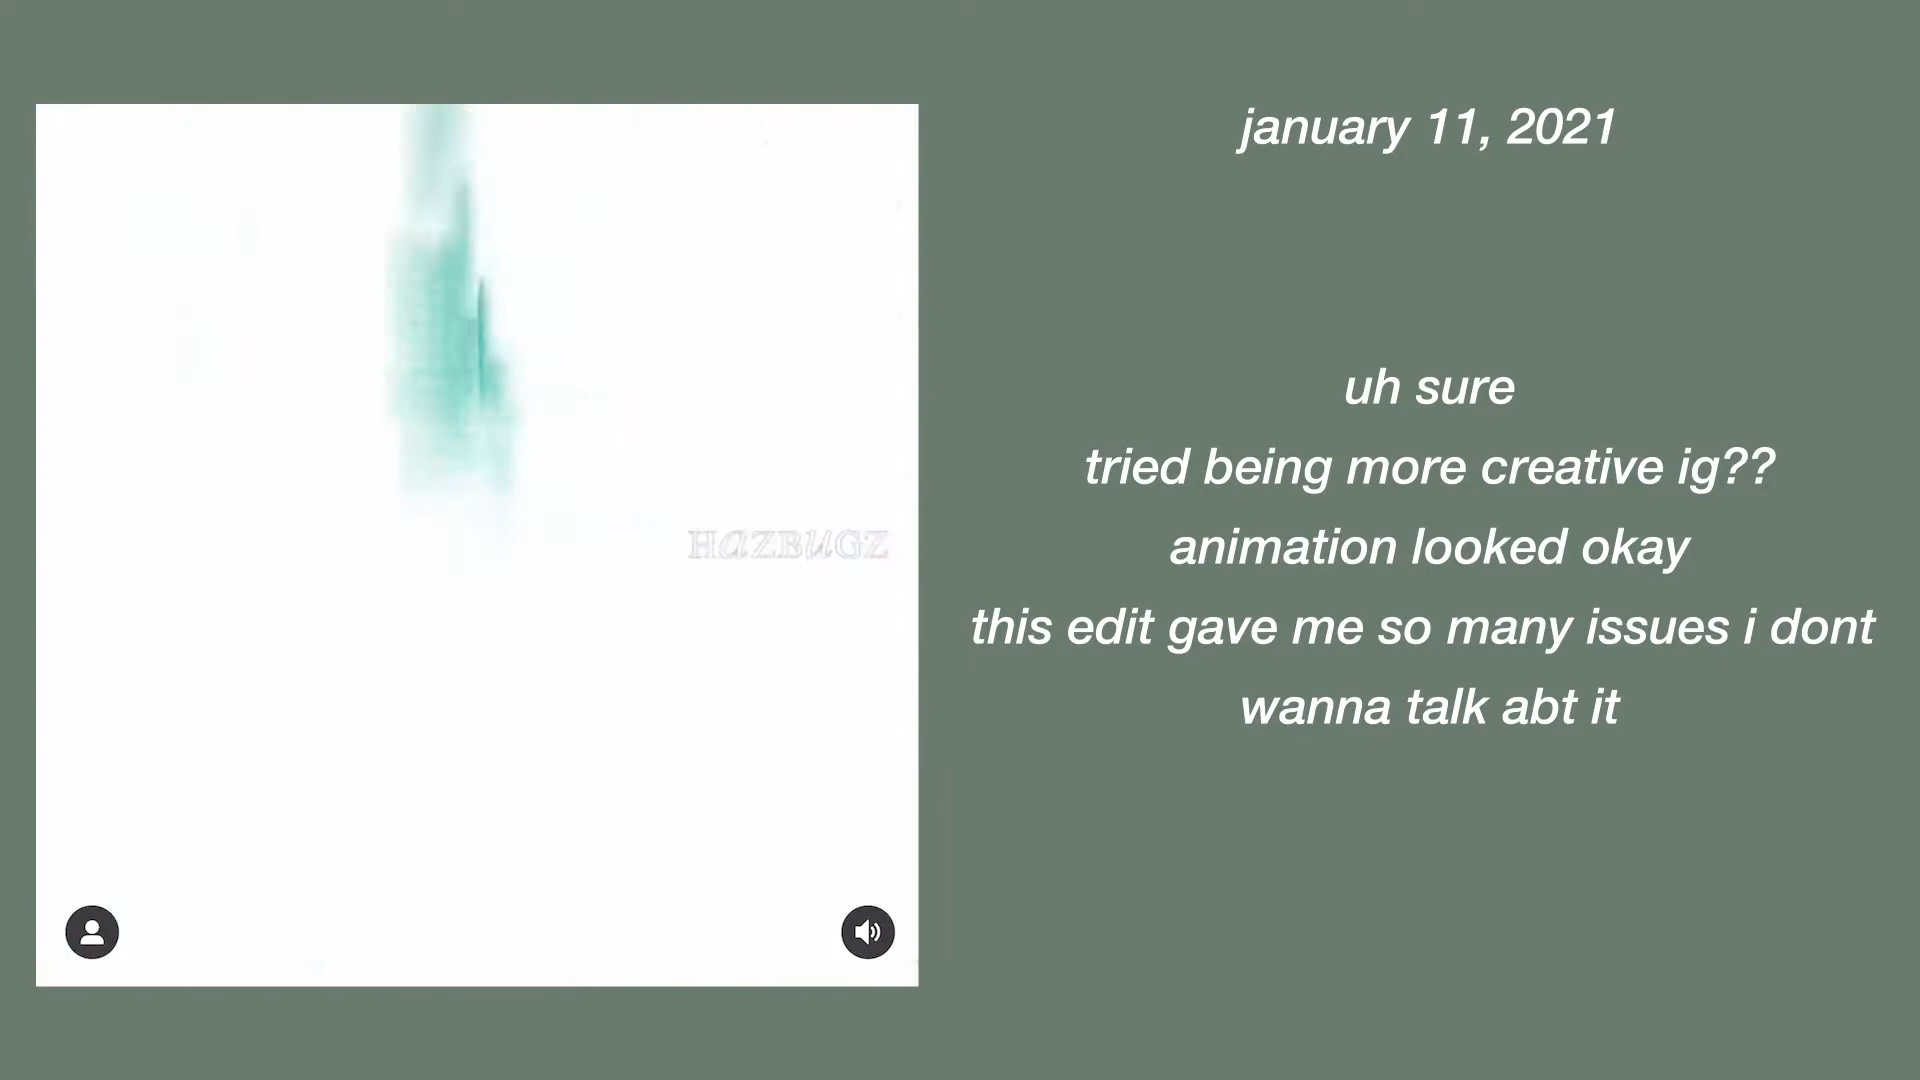 january 11, 2021
uh sure
tried being more creative ig??
animation looked okay
this edit gave me so many issues i dont
wanna talk abt it
HaZBuGZ